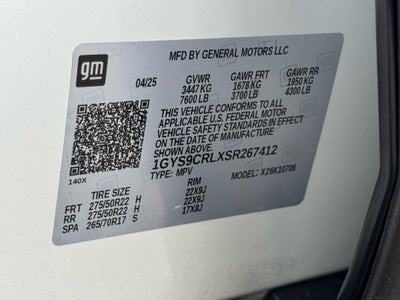 gm
MFD BY GENERAL MOTORS LLC
04/25 GVWR GAWR FRT GAWR RR
3447 KG 1678 KG 1950 KG
7600 LB 3700 LB 4300 LB
THIS VEHICLE CONFORMS TO ALL
APPLICABLE U.S. FEDERAL MOTOR
VEHICLE SAFETY STANDARDS IN EFFECT
ON THE DATE OF MANUFACTURE
SHOWN ABOVE.
1GYS9CRLXSR267412
140X TYPE: MPV MODEL: X26K10706
TIRE SIZE RIM
FRT 275/50R22 H 22X9J
RR 275/50R22 H 22X9J
SPA 265/70R17 S 17X8J